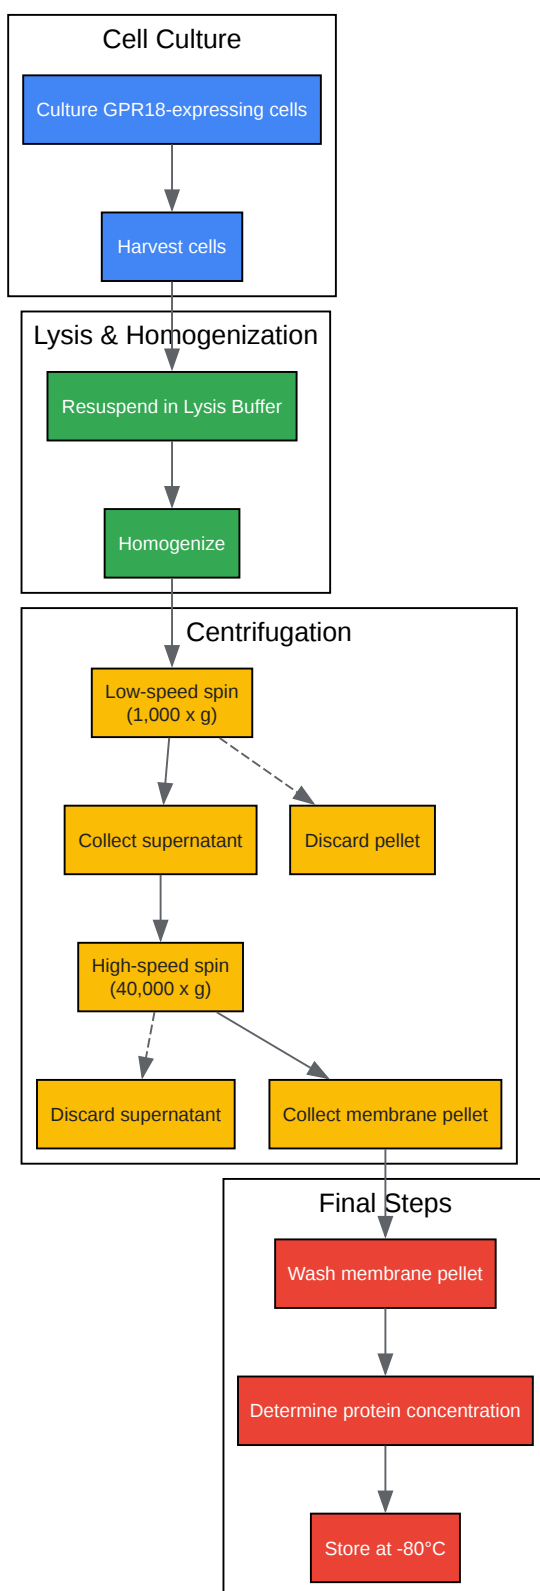 Cell Culture
Culture GPR18-expressing cells
Harvest cells
Lysis & Homogenization
Resuspend in Lysis Buffer
Homogenize
Centrifugation
Low-speed spin
(1,000 x g)
Collect supernatant
Discard pellet
High-speed spin
(40,000 x g)
Discard supernatant
Collect membrane pellet
Final Steps
Wash membrane pellet
Determine protein concentration
Store at -80°C